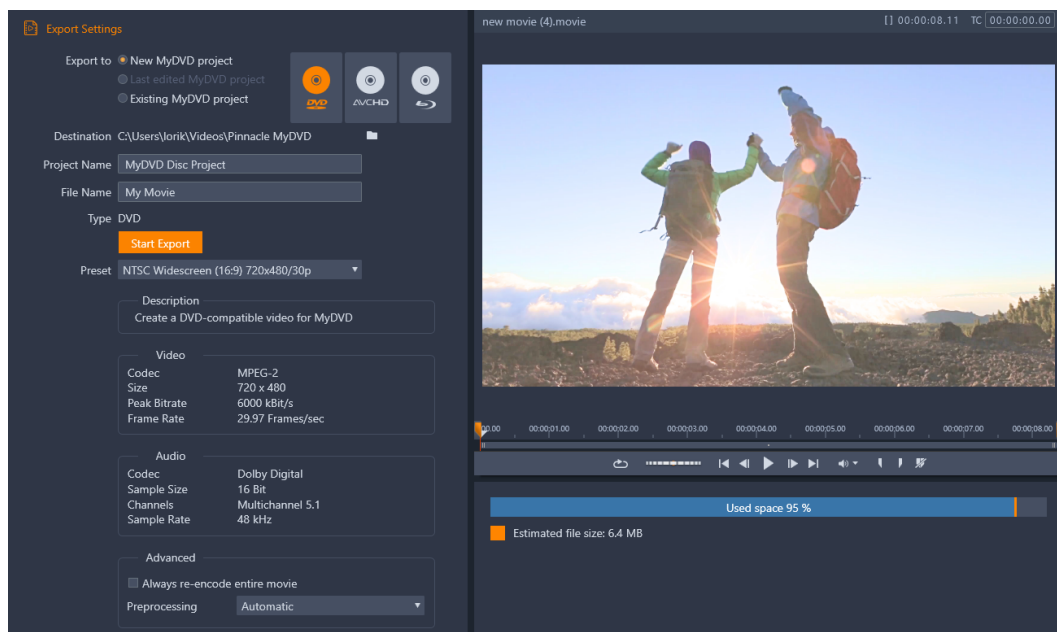 Export Settings
Export to
New MyDVD project
Last edited MyDVD project
Existing MyDVD project
DVD
AVCHD
Destination C:\Users\lorik\Videos\Pinnacle MyDVD
Project Name MyDVD Disc Project
File Name My Movie
Type DVD
Start Export
Preset NTSC Widescreen (16:9) 720x480/30p
Description
Create a DVD-compatible video for MyDVD
Video
Codec MPEG-2
Size 720 x 480
Peak Bitrate 6000 kBit/s
Frame Rate 29.97 Frames/sec
Audio
Codec Dolby Digital
Sample Size 16 Bit
Channels Multichannel 5.1
Sample Rate 48 kHz
Advanced
Always re-encode entire movie
Preprocessing Automatic
new movie (4).movie [] 00:00:08.11 TC 00:00:00.00
00.00 00:00;01.00 00:00;02.00 00:00;03.00 00:00;04.00 00:00;05.00 00:00;06.00 00:00;07.00 00:00;08.00
Used space 95 %
Estimated file size: 6.4 MB